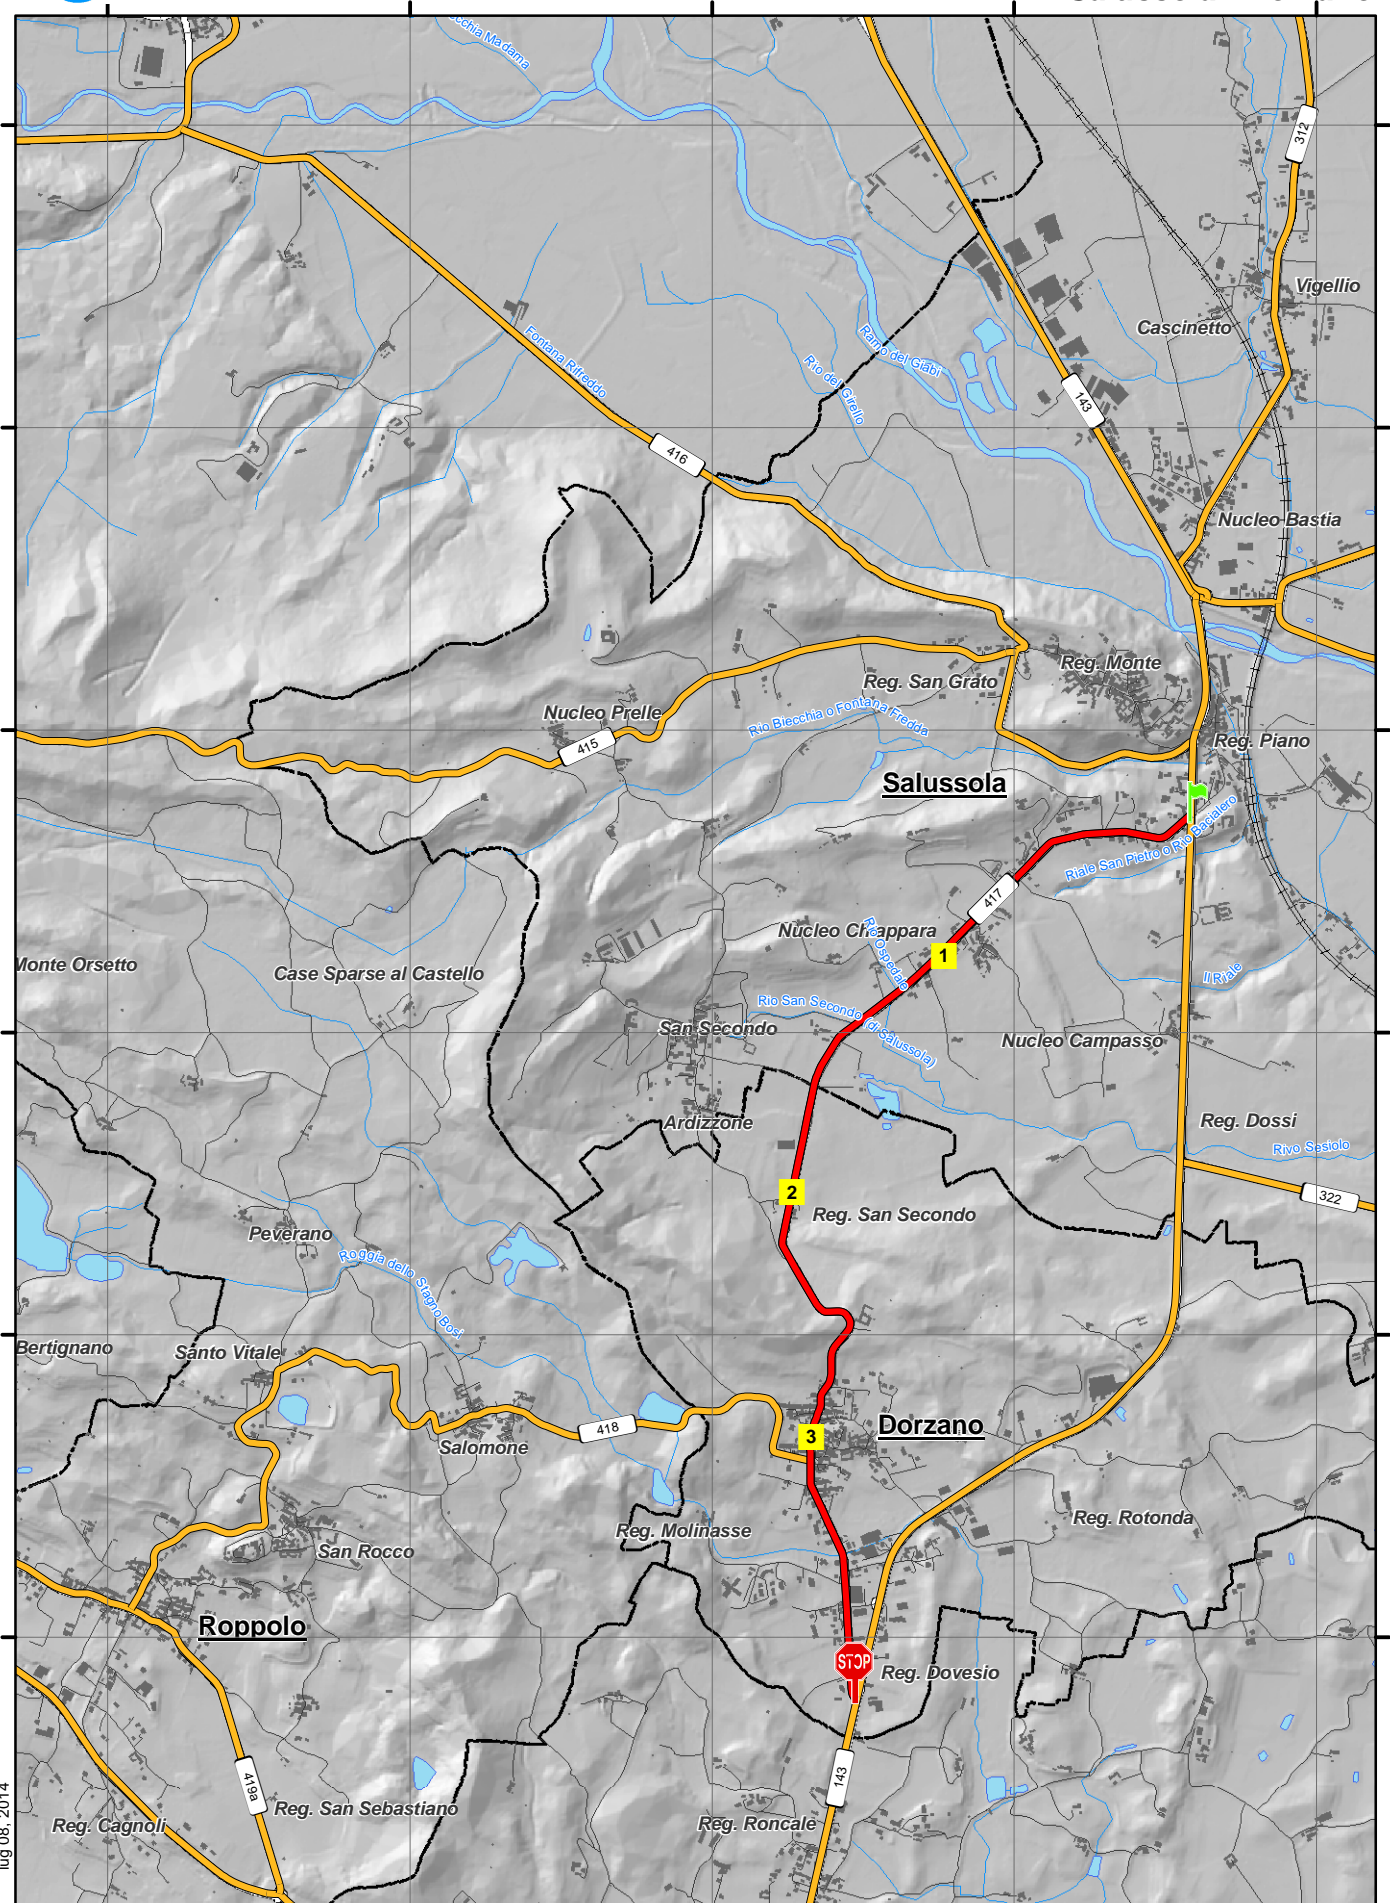 312
Vigellio
Cascinetto
Fontana Rifreddo
Ramo del Giabi
Rio del Girello
143
416
Nucleo Bastia
Reg. Monte
Reg. San Grato
Nucleo Prelle
Rio Biecchia o Fontana Fredda
415
Reg. Piano
Salussola
Riale San Pietro o Rio Bacialero
417
Nucleo Chiappara
1
Rio Ospedale
Monte Orsetto
Case Sparse al Castello
Il Riale
Rio San Secondo (di Salussola)
San Secondo
Nucleo Campasso
Ardizzone
Reg. Dossi
Rivo Sesiolo
2
322
Reg. San Secondo
Peverano
Roggia dello Stagno Bosi
Bertignano
Santo Vitale
418
Dorzano
3
Salomone
Reg. Molinasse
Reg. Rotonda
San Rocco
Roppolo
STOP
Reg. Dovesio
143
419a
Reg. San Sebastiano
Reg. Cagnoli
Reg. Roncale
lug 08, 2014